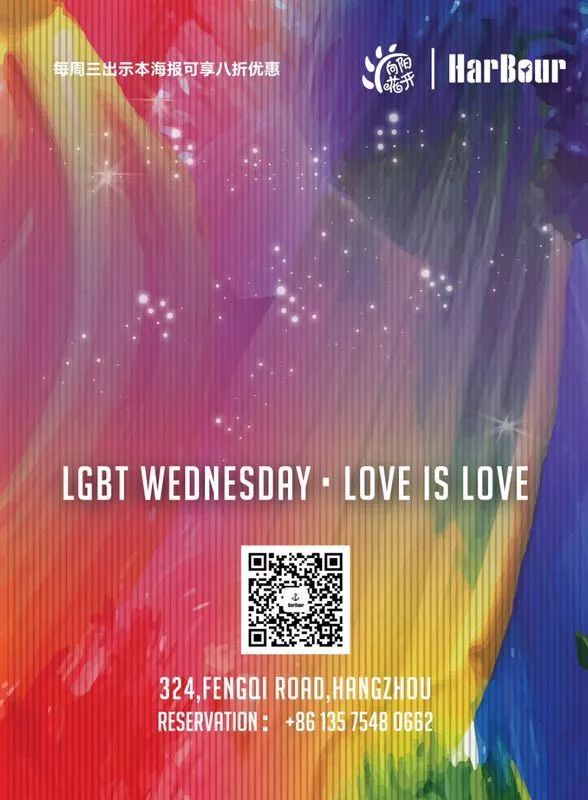 每周三出示本海报可享八折优惠
向阳花开 | HarBour
LGBT WEDNESDAY · LOVE IS LOVE
HarBour
324,FENGQI ROAD,HANGZHOU
RESERVATION： +86 135 7548 0662